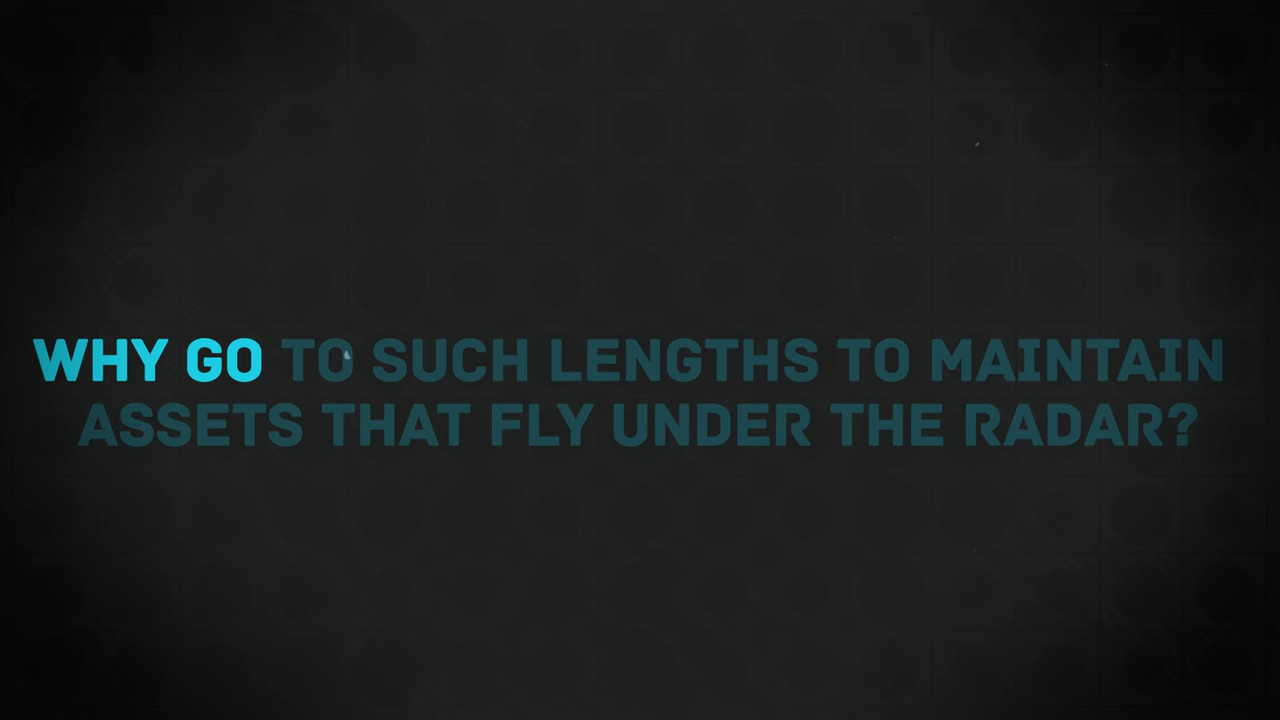 WHY GO TO SUCH LENGTHS TO MAINTAIN
ASSETS THAT FLY UNDER THE RADAR?